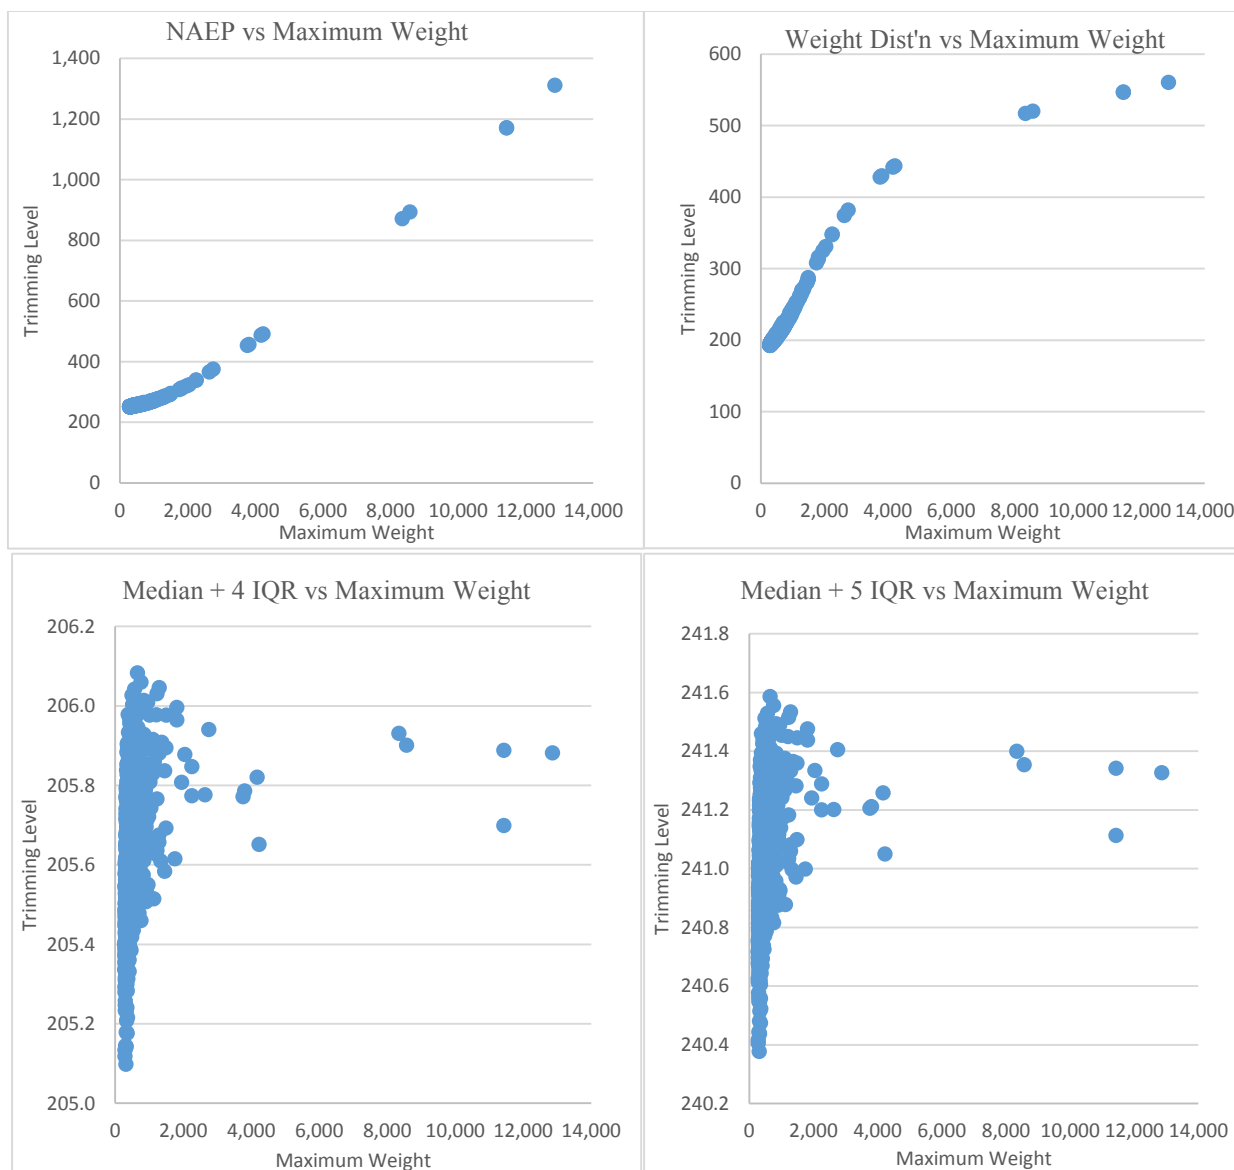 NAEP vs Maximum Weight
1,400
1,200
1,000
800
600
400
200
0
Trimming Level
0 2,000 4,000 6,000 8,000 10,000 12,000 14,000
Maximum Weight
Weight Dist'n vs Maximum Weight
600
500
400
300
200
100
0
Trimming Level
0 2,000 4,000 6,000 8,000 10,000 12,000 14,000
Maximum Weight
Median + 4 IQR vs Maximum Weight
206.2
206.0
205.8
205.6
205.4
205.2
205.0
Trimming Level
0 2,000 4,000 6,000 8,000 10,000 12,000 14,000
Maximum Weight
Median + 5 IQR vs Maximum Weight
241.8
241.6
241.4
241.2
241.0
240.8
240.6
240.4
240.2
Trimming Level
0 2,000 4,000 6,000 8,000 10,000 12,000 14,000
Maximum Weight